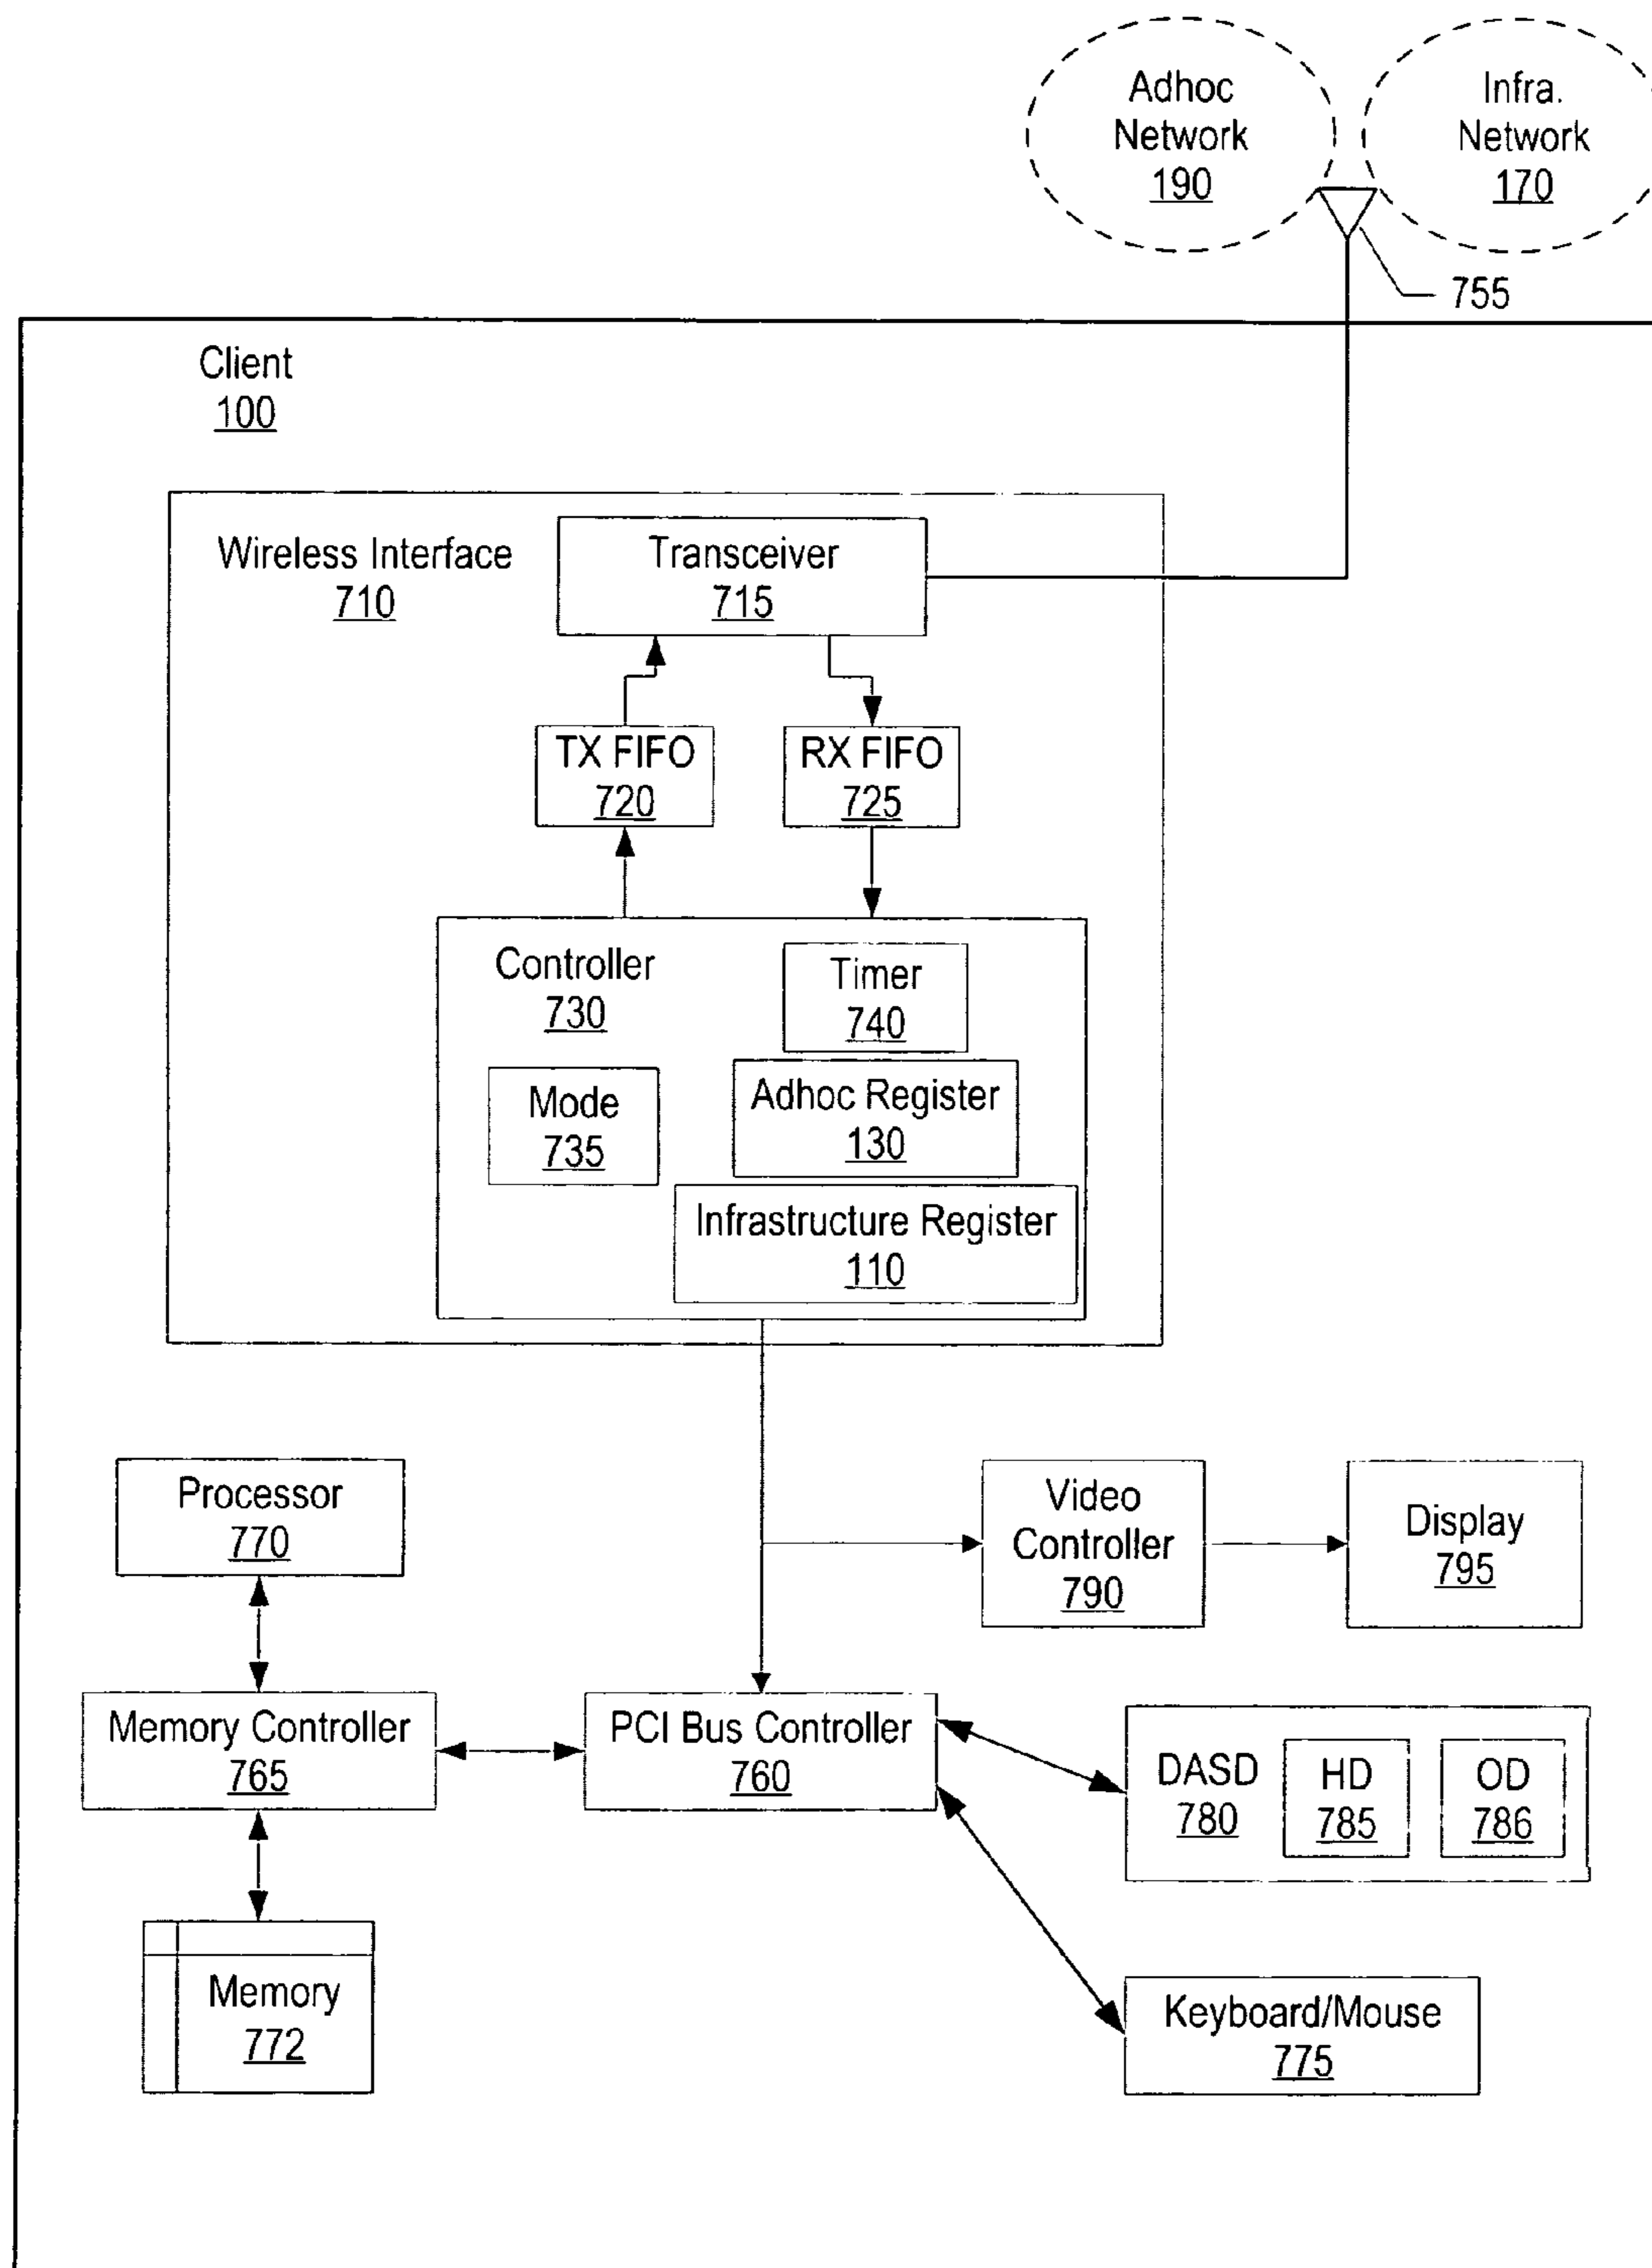 Adhoc
Network
190
Infra.
Network
170
755
Client
100
Wireless Interface
710
Transceiver
715
TX FIFO
720
RX FIFO
725
Controller
730
Timer
740
Mode
735
Adhoc Register
130
Infrastructure Register
110
Processor
770
Video
Controller
790
Display
795
Memory Controller
765
PCI Bus Controller
760
DASD
780
HD
785
OD
786
Memory
772
Keyboard/Mouse
775